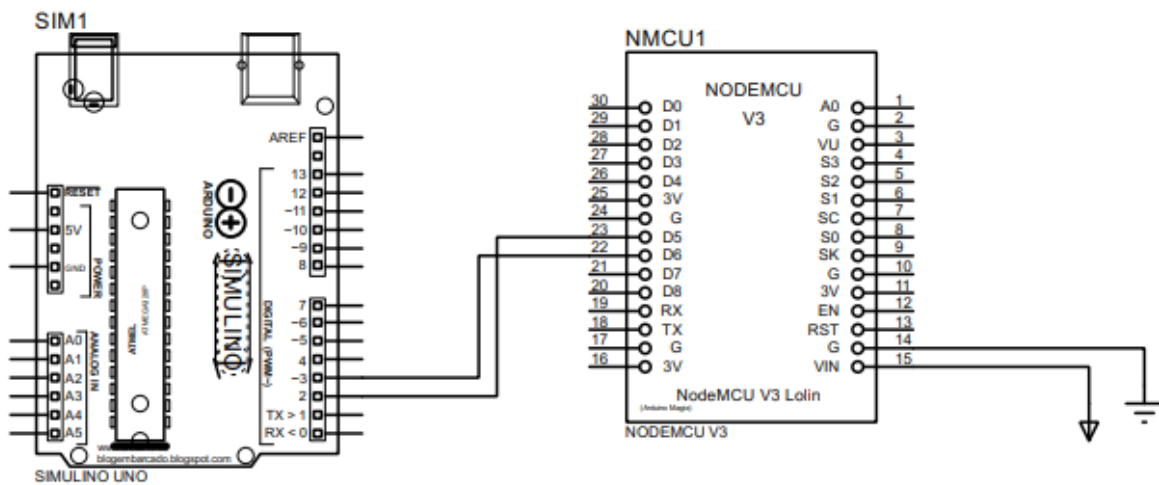 SIM1
AREF
13
12
~11
~10
~9
8
7
~6
~5
4
~3
2
TX > 1
RX < 0
RESET
5V
GND
POWER
A0
A1
A2
A3
A4
A5
ANALOG IN
ATMEL
ATMEGA328P
ARDUINO
SIMULINO
DIGITAL (PWM~)
blogembarcado.blogspot.com
SIMULINO UNO
NMCU1
NODEMCU
V3
30 D0
29 D1
28 D2
27 D3
26 D4
25 3V
24 G
23 D5
22 D6
21 D7
20 D8
19 RX
18 TX
17 G
16 3V
A0 1
G 2
VU 3
S3 4
S2 5
S1 6
SC 7
S0 8
SK 9
G 10
3V 11
EN 12
RST 13
G 14
VIN 15
NodeMCU V3 Lolin
(Arduino Magix)
NODEMCU V3